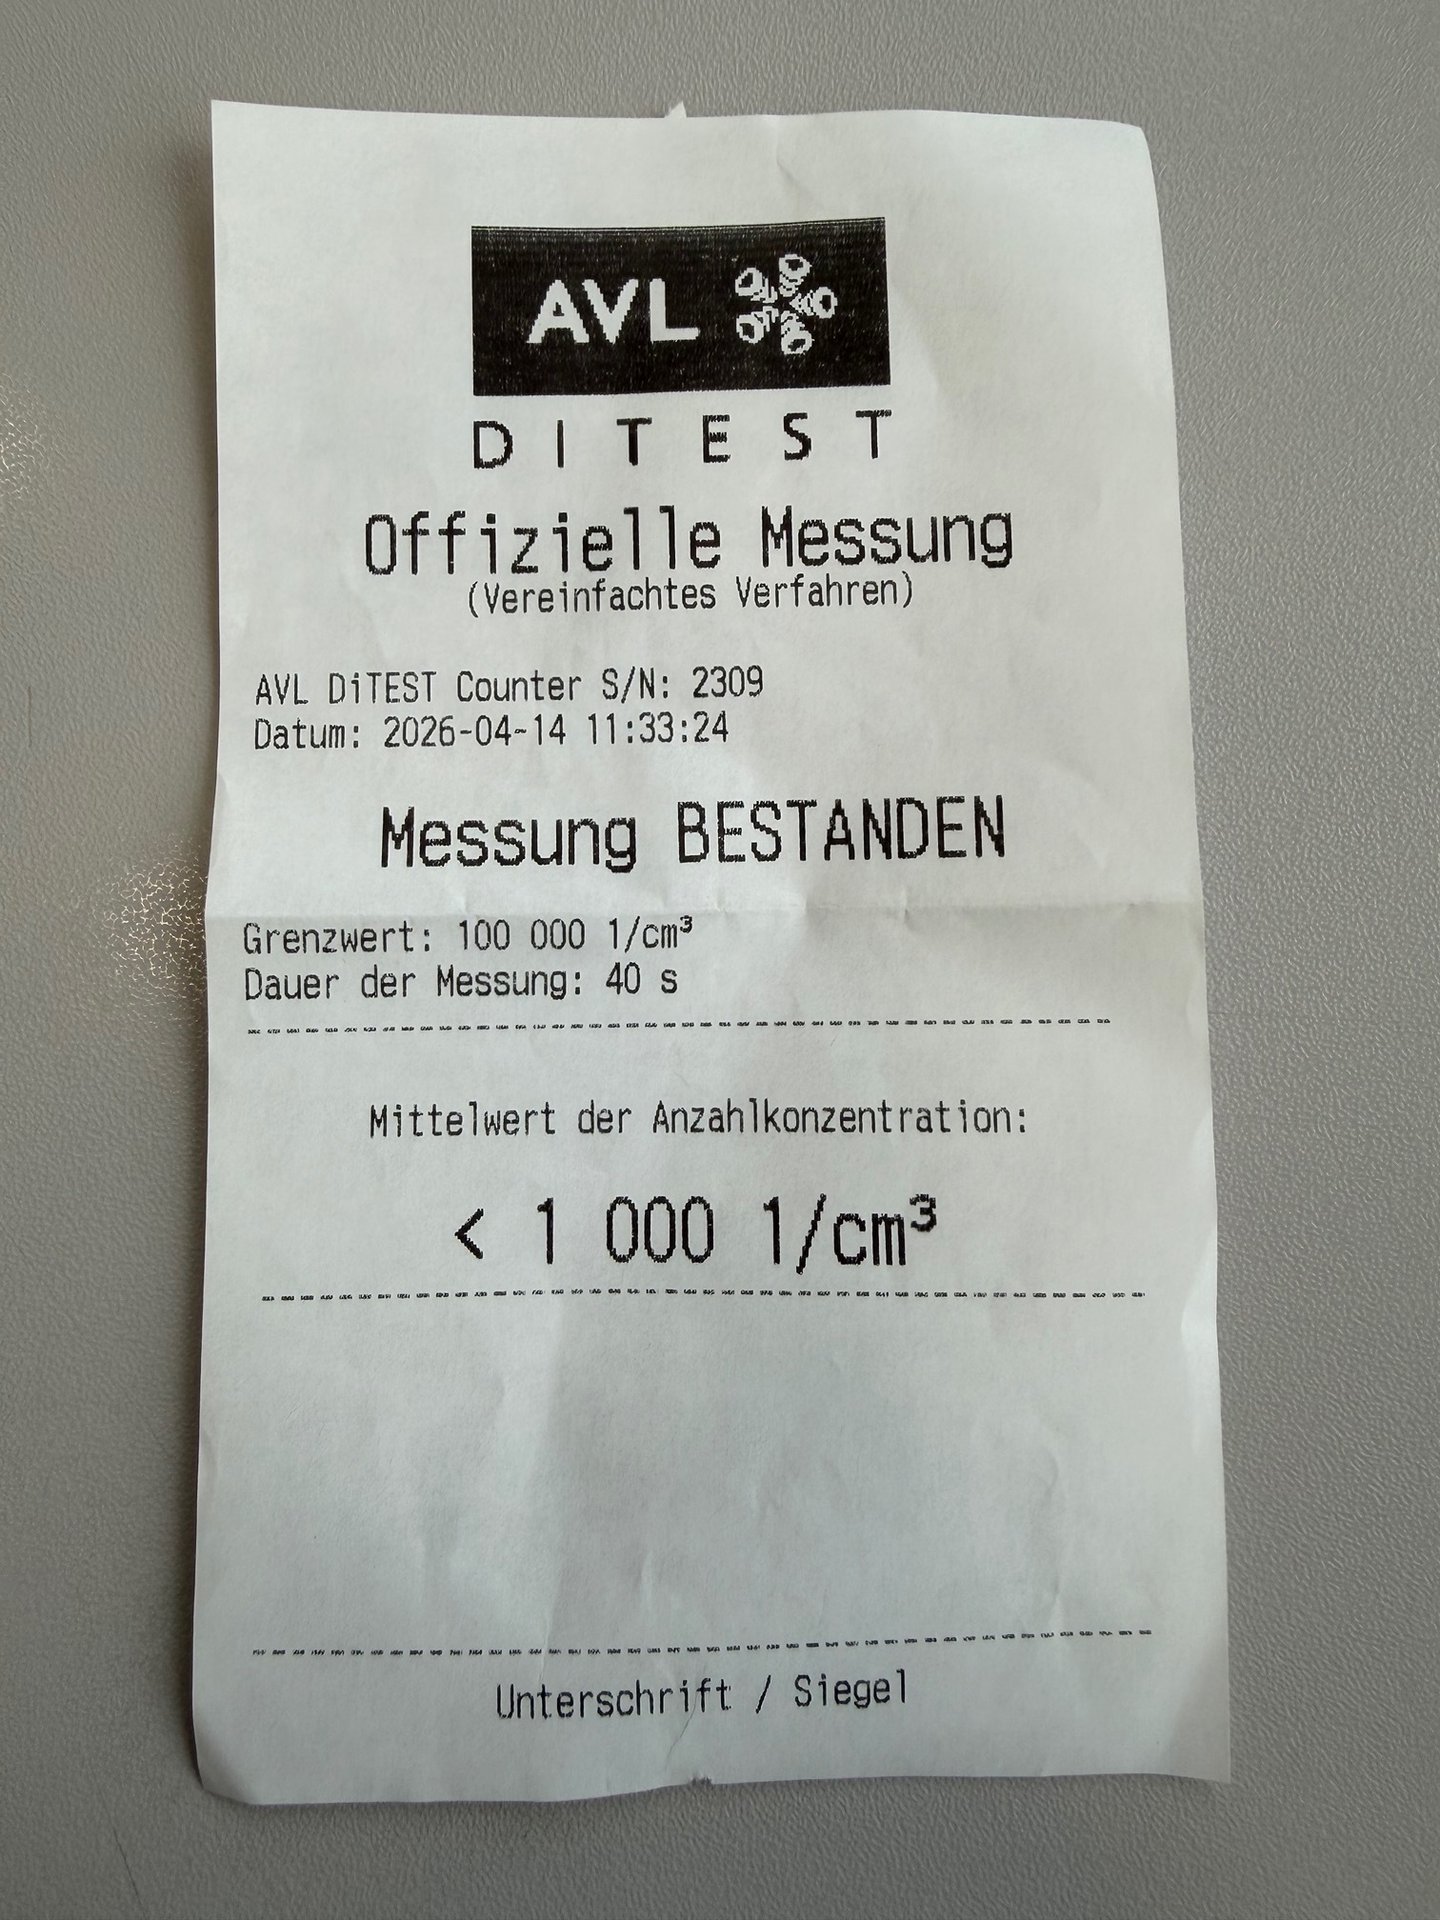 AVL
DITEST
Offizielle Messung
(Vereinfachtes Verfahren)
AVL DiTEST Counter S/N: 2309
Datum: 2026-04-14 11:33:24
Messung BESTANDEN
Grenzwert: 100 000 1/cm³
Dauer der Messung: 40 s
Mittelwert der Anzahlkonzentration:
< 1 000 1/cm³
Unterschrift / Siegel